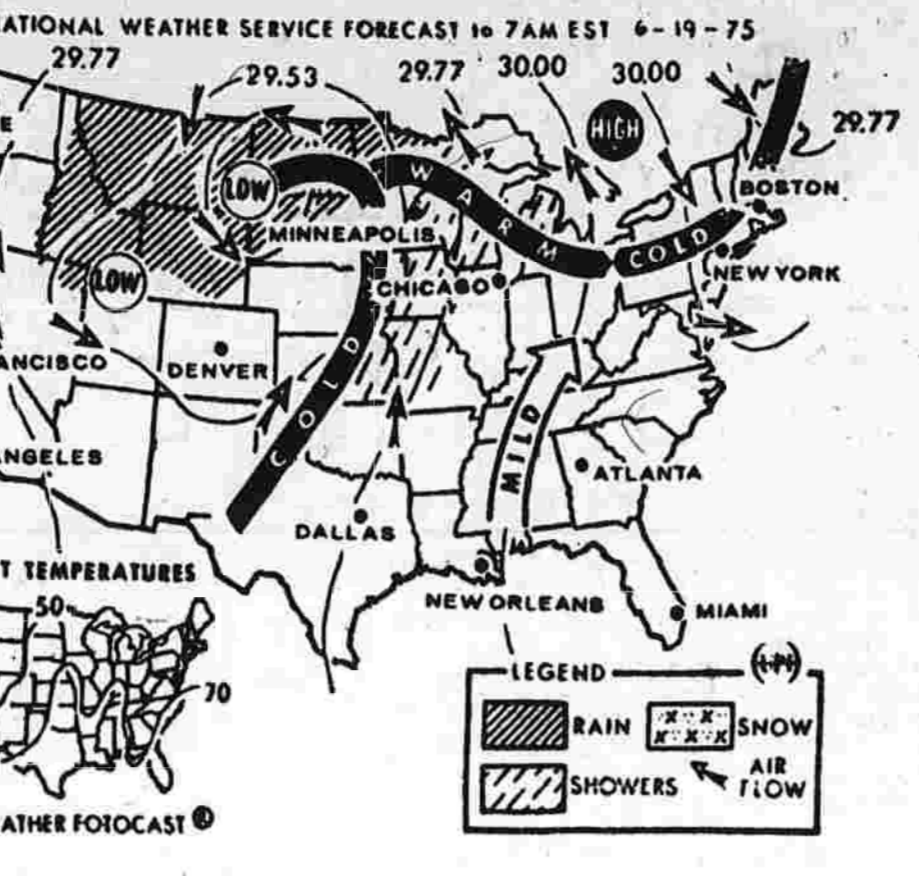 ATIONAL WEATHER SERVICE FORECAST to 7AM EST 6-19-75
29.77
29.53
29.77
30.00
30.00
HIGH
29.77
E
LOW
WARM
BOSTON
MINNEAPOLIS
COLD
LOW
CHICAGO
NEW YORK
ANCISCO
DENVER
COLD
MILD
ANGELES
ATLANTA
DALLAS
T TEMPERATURES
NEW ORLEANS
MIAMI
50
70
LEGEND
(UPI)
RAIN
SNOW
SHOWERS
AIR
FLOW
ATHER FOTOCAST ©